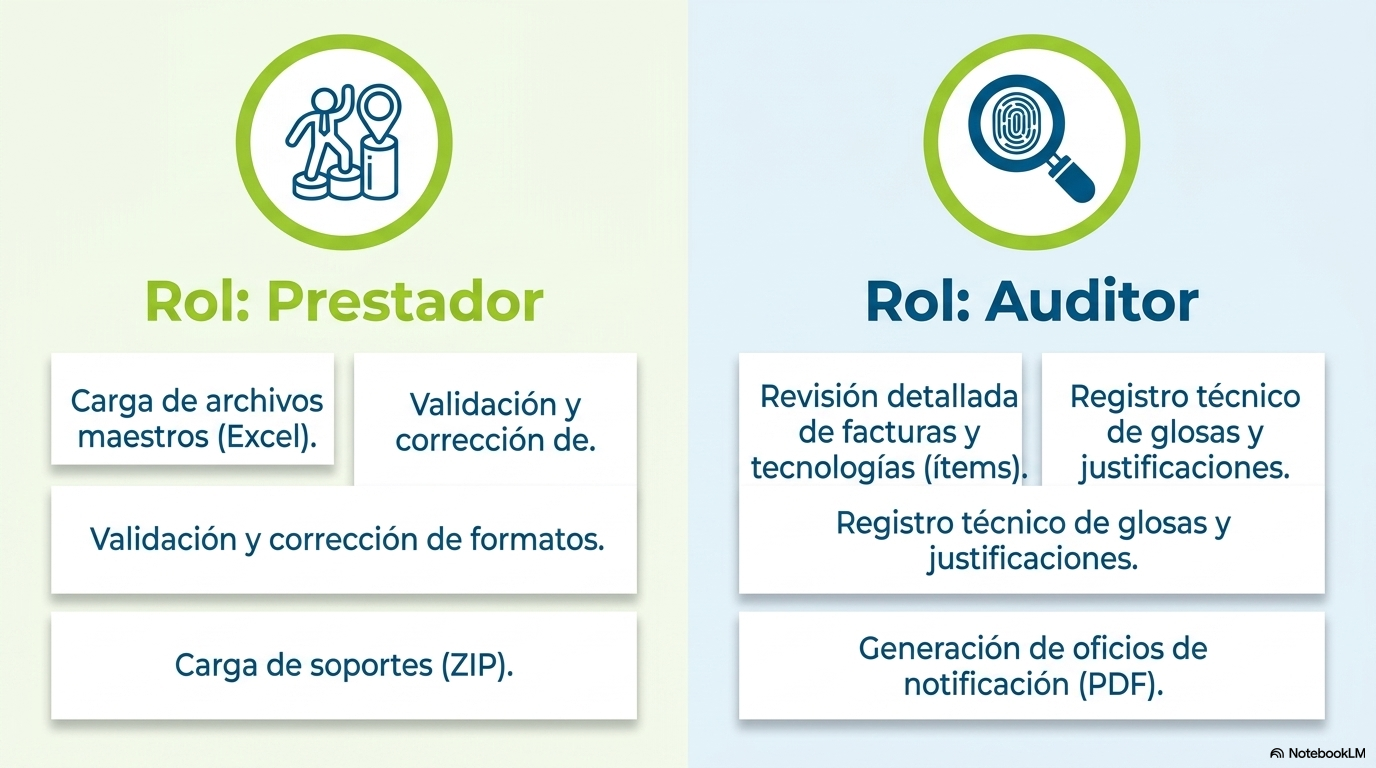 Rol: Prestador
Carga de archivos
maestros (Excel).
Validación y
corrección de.
Validación y corrección de formatos.
Carga de soportes (ZIP).
Rol: Auditor
Revisión detallada
de facturas y
tecnologías (ítems).
Registro técnico
de glosas y
justificaciones.
Registro técnico de glosas y
justificaciones.
Generación de oficios de
notificación (PDF).
NotebookLM